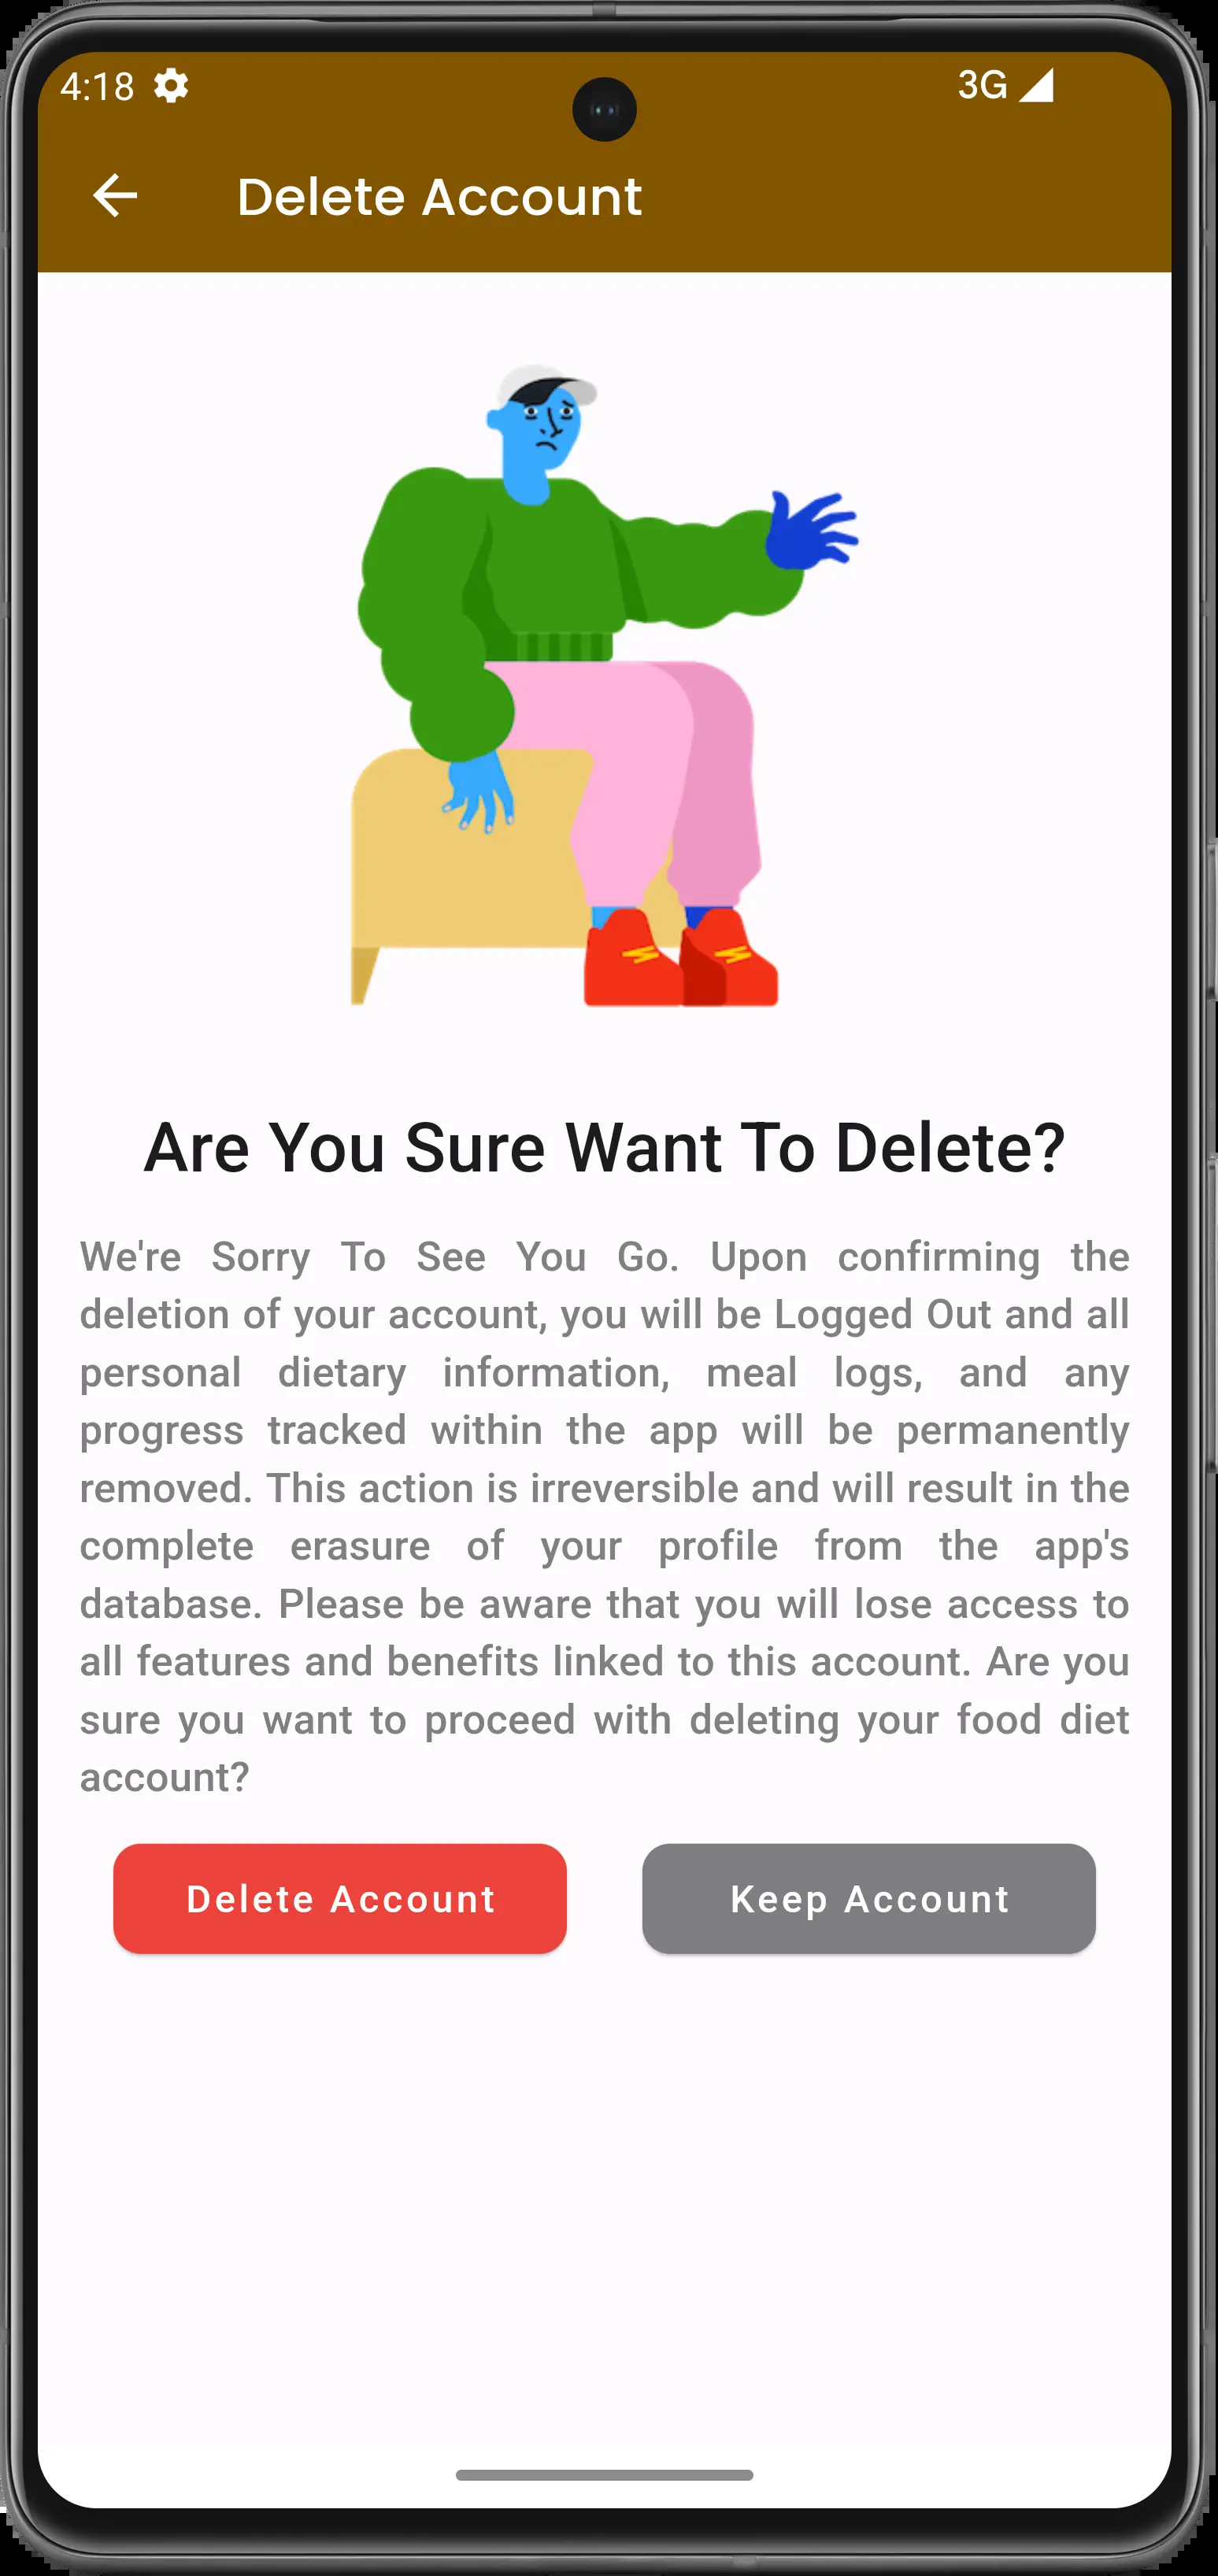 4:18
3G
Delete Account
Are You Sure Want To Delete?
We're Sorry To See You Go. Upon confirming the
deletion of your account, you will be Logged Out and all
personal dietary information, meal logs, and any
progress tracked within the app will be permanently
removed. This action is irreversible and will result in the
complete erasure of your profile from the app's
database. Please be aware that you will lose access to
all features and benefits linked to this account. Are you
sure you want to proceed with deleting your food diet
account?
Delete Account
Keep Account